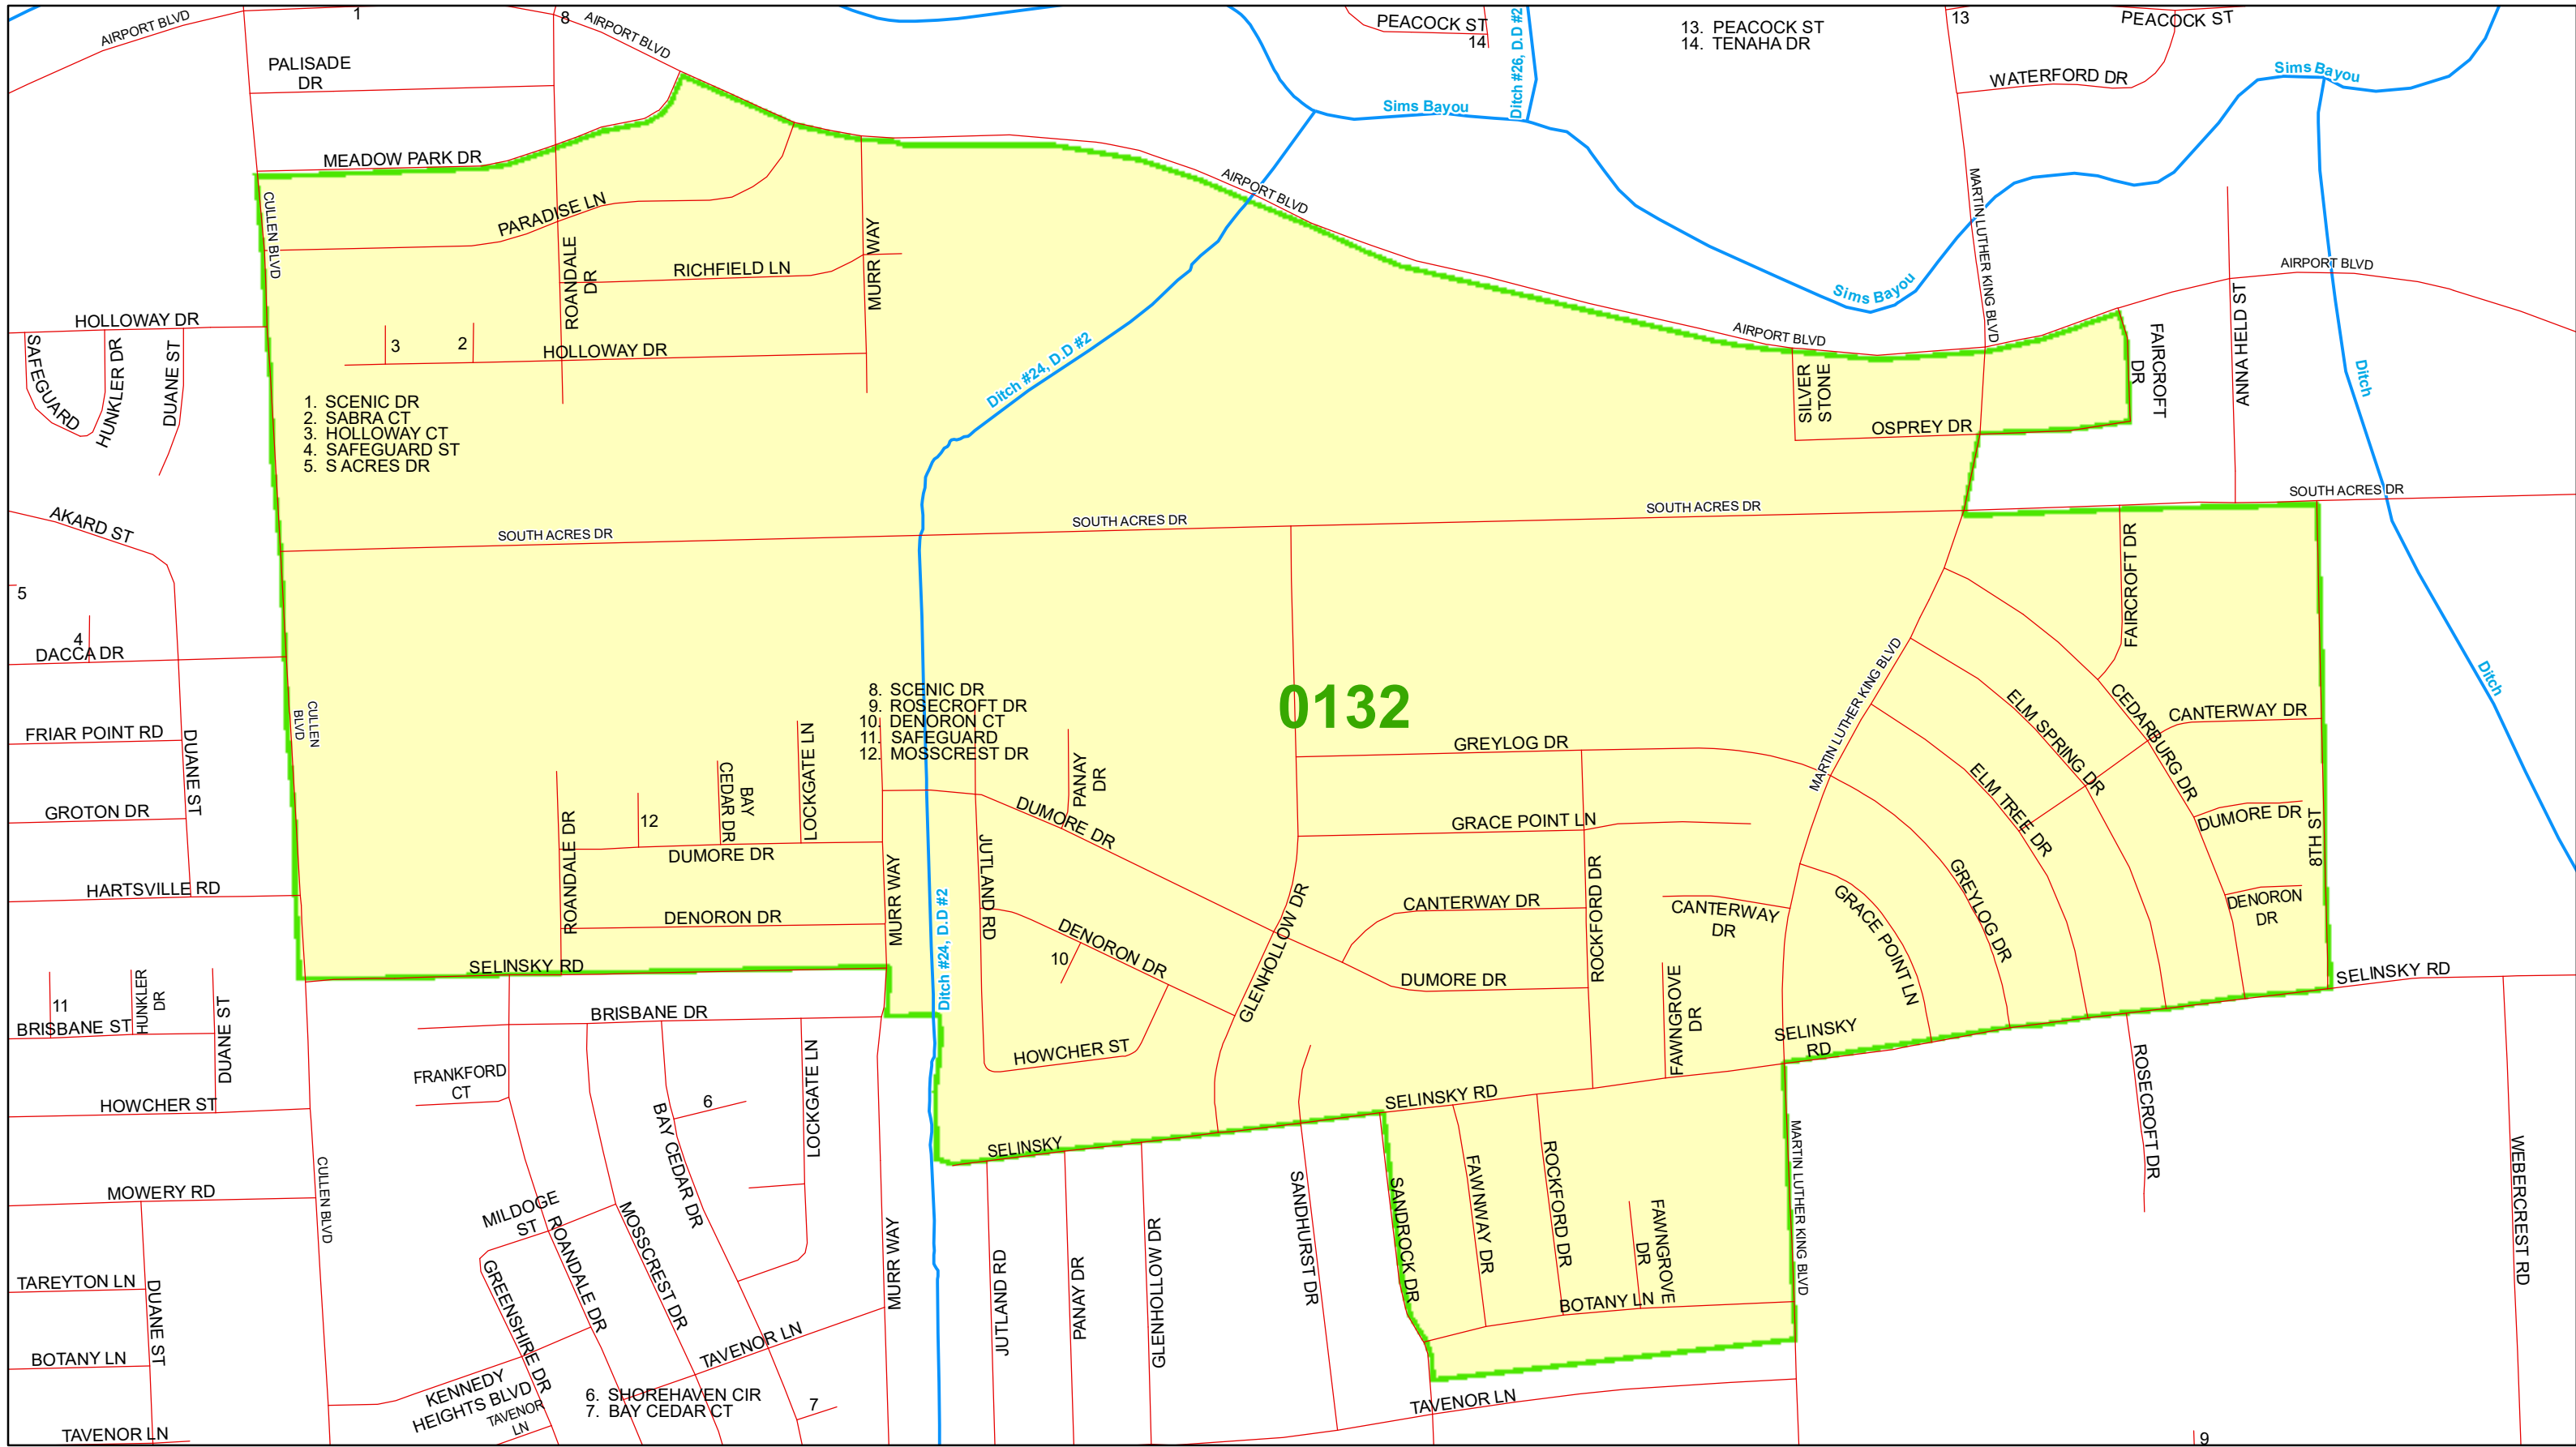 AIRPORT BLVD
1
8
AIRPORT BLVD
PEACOCK ST
14
Ditch #26, D.D #2
13. PEACOCK ST
14. TENAHA DR
13
PEACOCK ST
PALISADE
DR
WATERFORD DR
Sims Bayou
Sims Bayou
MEADOW PARK DR
CULLEN BLVD
PARADISE LN
AIRPORT BLVD
MARTIN LUTHER KING BLVD
ROANDALE
DR
RICHFIELD LN
MURR WAY
Sims Bayou
AIRPORT BLVD
ANNA HELD ST
HOLLOWAY DR
SAFEGUARD
HUNKLER DR
DUANE ST
3
2
HOLLOWAY DR
Ditch #24, D.D #2
AIRPORT BLVD
SILVER
STONE
FAIRCROFT
DR
Ditch
1. SCENIC DR
2. SABRA CT
3. HOLLOWAY CT
4. SAFEGUARD ST
5. S ACRES DR
OSPREY DR
SOUTH ACRES DR
SOUTH ACRES DR
SOUTH ACRES DR
SOUTH ACRES DR
AKARD ST
FAIRCROFT DR
5
4
DACCA DR
MARTIN LUTHER KING BLVD
Ditch
CULLEN
BLVD
8. SCENIC DR
9. ROSECROFT DR
10. DENORON CT
11. SAFEGUARD
12. MOSSCREST DR
0132
FRIAR POINT RD
DUANE ST
LOCKGATE LN
CEDAR DR
BAY
PANAY
DR
GREYLOG DR
ELM SPRING DR
CEDARBURG DR
CANTERWAY DR
GROTON DR
12
DUMORE DR
ROANDALE DR
DUMORE DR
GRACE POINT LN
ELM TREE DR
DUMORE DR
8TH ST
HARTSVILLE RD
DENORON DR
MURR WAY
Ditch #24, D.D #2
JUTLAND RD
DENORON DR
10
GLENHOLLOW DR
CANTERWAY DR
ROCKFORD DR
CANTERWAY
DR
GRACE POINT LN
GREYLOG DR
DENORON
DR
SELINSKY RD
DUMORE DR
FAWNGROVE
DR
SELINSKY RD
11
HUNKLER
DR
DUANE ST
BRISBANE ST
BRISBANE DR
HOWCHER ST
SELINSKY
RD
LOCKGATE LN
FRANKFORD
CT
HOWCHER ST
6
BAY CEDAR DR
SELINSKY RD
ROSECROFT DR
SELINSKY
MARTIN LUTHER KING BLVD
CULLEN BLVD
MOWERY RD
MILDOGE
ST
ROANDALE DR
MOSSCREST DR
MURR WAY
JUTLAND RD
PANAY DR
GLENHOLLOW DR
SANDHURST DR
SANDROCK DR
FAWNWAY DR
ROCKFORD DR
FAWNGROVE
DR
WEBERCREST RD
TAREYTON LN
DUANE ST
GREENSHIRE DR
BOTANY LN
BOTANY LN
TAVENOR LN
KENNEDY
HEIGHTS BLVD
TAVENOR
LN
6. SHOREHAVEN CIR
7. BAY CEDAR CT
7
TAVENOR LN
TAVENOR LN
9